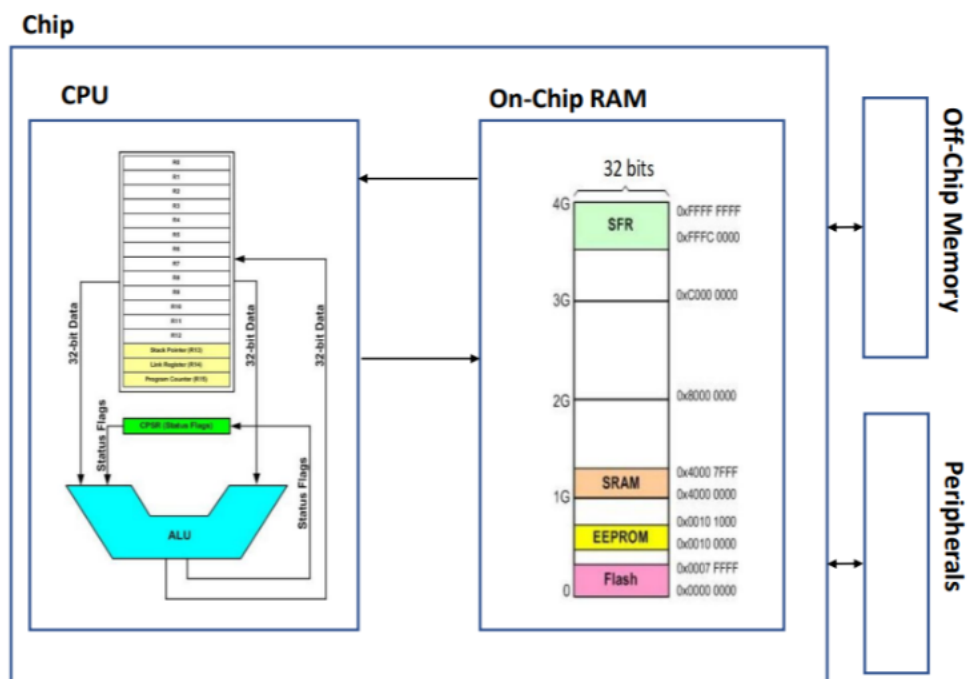 Chip
CPU
R0
R1
R2
R3
R4
R5
R6
R7
R8
R9
R10
R11
R12
Stack Pointer (R13)
Link Register (R14)
Program Counter (R15)
32-bit Data
32-bit Data
32-bit Data
CPSR (Status Flags)
Status Flags
Status Flags
ALU
On-Chip RAM
32 bits
4G
SFR
0xFFFF FFFF
0xFFFC 0000
3G
0xC000 0000
2G
0x8000 0000
SRAM
0x4000 7FFF
1G
0x4000 0000
EEPROM
0x0010 1000
0x0010 0000
Flash
0x0007 FFFF
0
0x0000 0000
Off-Chip Memory
Peripherals